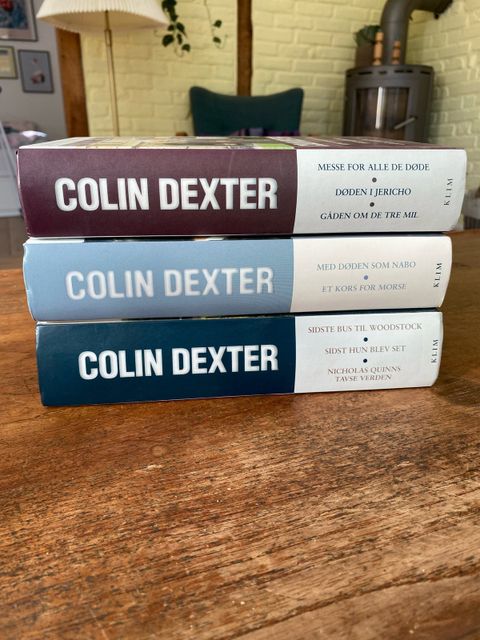 COLIN DEXTER
MESSE FOR ALLE DE DØDE
DØDEN I JERICHO
GÅDEN OM DE TRE MIL
KLIM
COLIN DEXTER
MED DØDEN SOM NABO
ET KORS FOR MORSE
KLIM
COLIN DEXTER
SIDSTE BUS TIL WOODSTOCK
SIDST HUN BLEV SET
NICHOLAS QUINNS
TAVSE VERDEN
KLIM